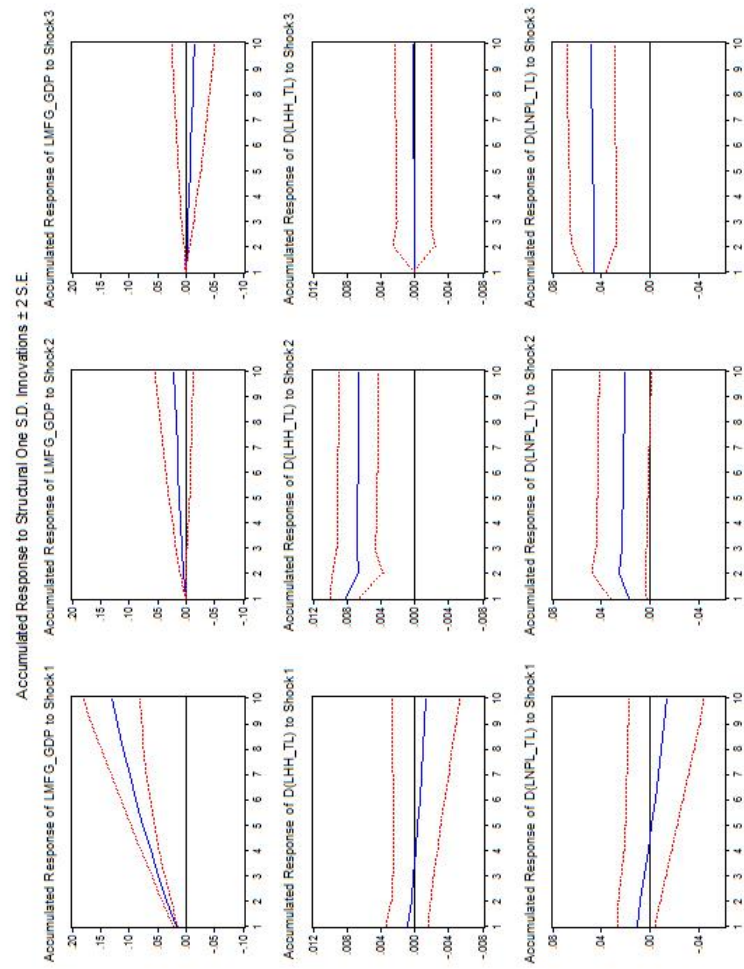 Accumulated Response to Structural One S.D. Innovations ± 2 S.E.
Accumulated Response of LMFG_GDP to Shock1
.20
.15
.10
.05
.00
-.05
-.10
1 2 3 4 5 6 7 8 9 10
Accumulated Response of LMFG_GDP to Shock2
.20
.15
.10
.05
.00
-.05
-.10
1 2 3 4 5 6 7 8 9 10
Accumulated Response of LMFG_GDP to Shock3
.20
.15
.10
.05
.00
-.05
-.10
1 2 3 4 5 6 7 8 9 10
Accumulated Response of D(LHH_TL) to Shock1
.012
.008
.004
.000
-.004
-.008
1 2 3 4 5 6 7 8 9 10
Accumulated Response of D(LHH_TL) to Shock2
.012
.008
.004
.000
-.004
-.008
1 2 3 4 5 6 7 8 9 10
Accumulated Response of D(LHH_TL) to Shock3
.012
.008
.004
.000
-.004
-.008
1 2 3 4 5 6 7 8 9 10
Accumulated Response of D(LNPL_TL) to Shock1
.08
.04
.00
-.04
1 2 3 4 5 6 7 8 9 10
Accumulated Response of D(LNPL_TL) to Shock2
.08
.04
.00
-.04
1 2 3 4 5 6 7 8 9 10
Accumulated Response of D(LNPL_TL) to Shock3
.08
.04
.00
-.04
1 2 3 4 5 6 7 8 9 10